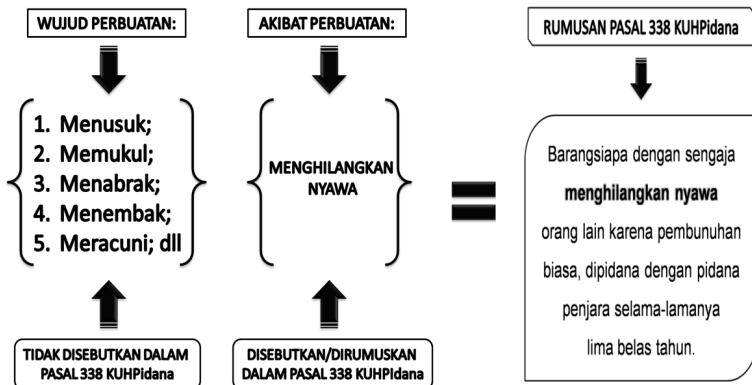 WUJUD PERBUATAN:
1. Menusuk;
2. Memukul;
3. Menabrak;
4. Menembak;
5. Meracuni; dll
TIDAK DISEBUTKAN DALAM
PASAL 338 KUHPidana
AKIBAT PERBUATAN:
MENGHILANGKAN
NYAWA
DISEBUTKAN/DIRUMUSKAN
DALAM PASAL 338 KUHPIdana
=
RUMUSAN PASAL 338 KUHPidana
Barangsiapa dengan sengaja
menghilangkan nyawa
orang lain karena pembunuhan
biasa, dipidana dengan pidana
penjara selama-lamanya
lima belas tahun.